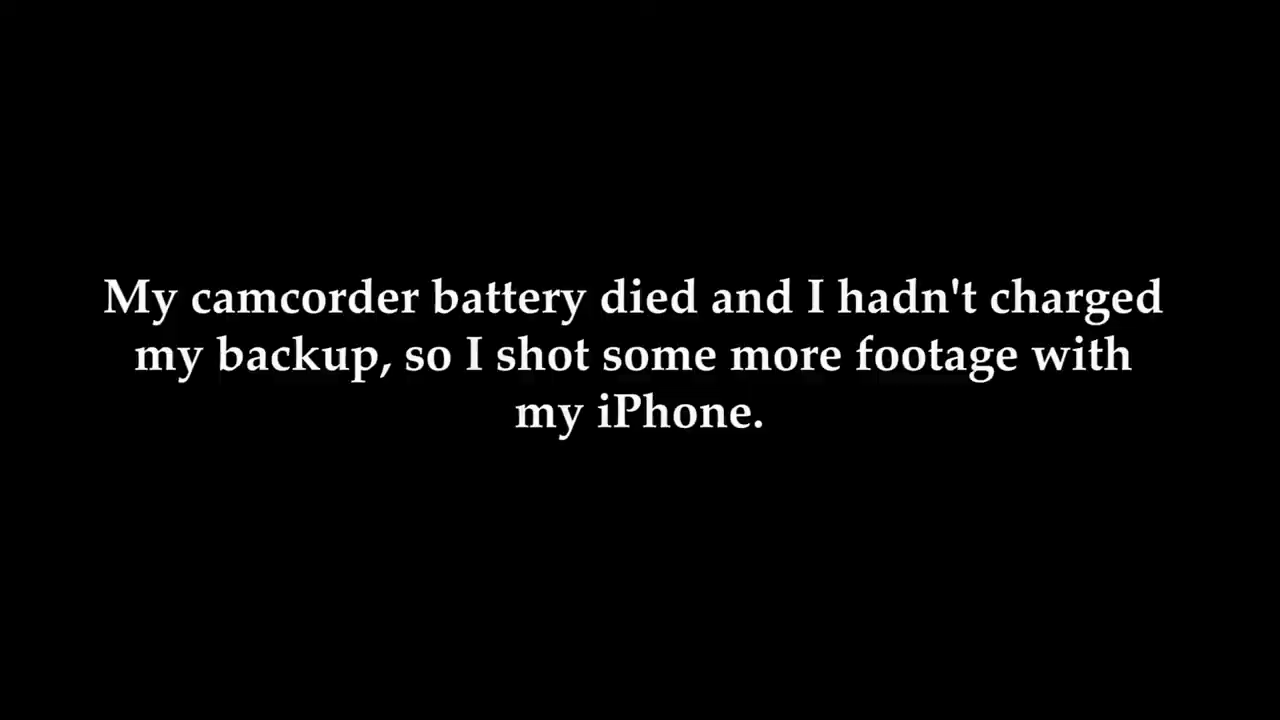 My camcorder battery died and I hadn't charged
my backup, so I shot some more footage with
my iPhone.